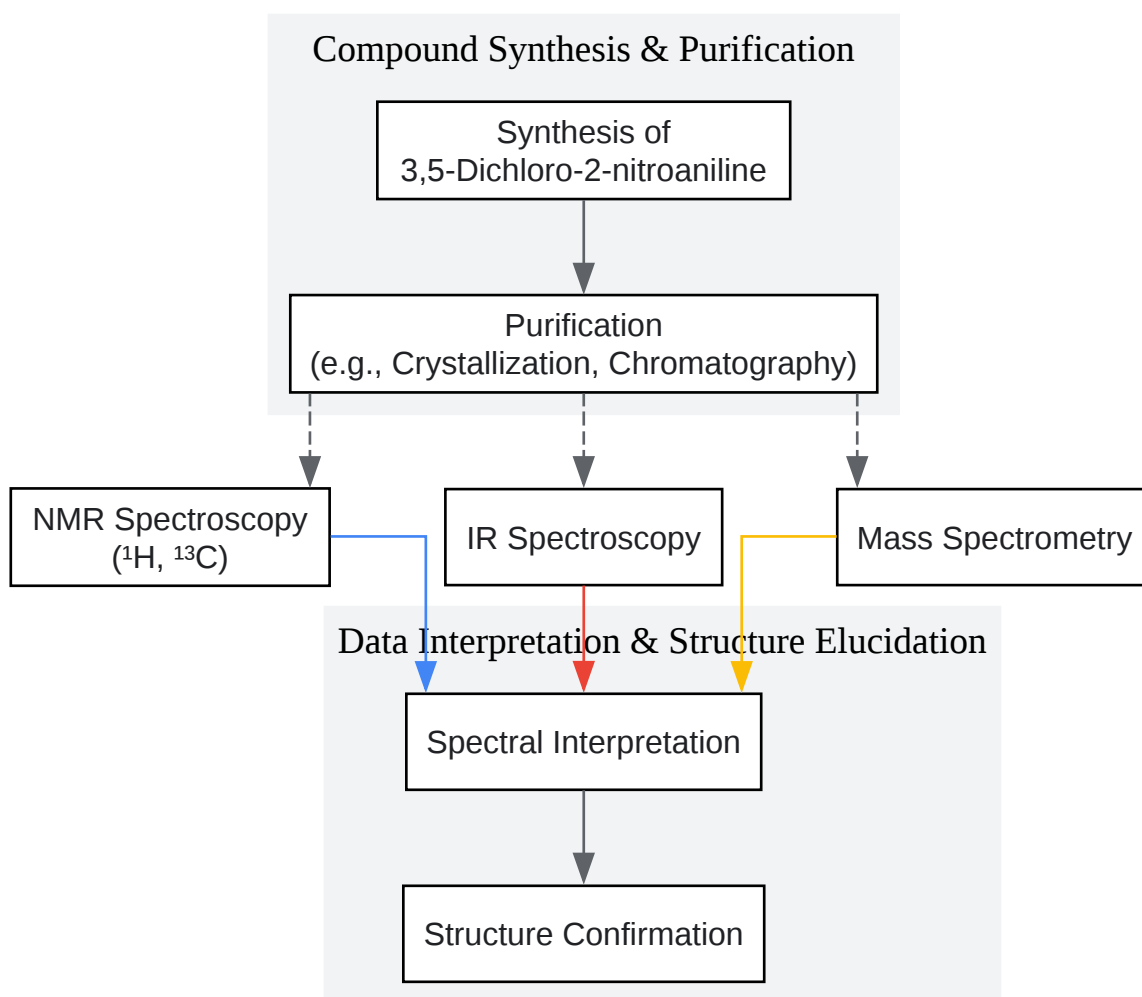 Compound Synthesis & Purification
Synthesis of
3,5-Dichloro-2-nitroaniline
Purification
(e.g., Crystallization, Chromatography)
NMR Spectroscopy
(¹H, ¹³C)
IR Spectroscopy
Mass Spectrometry
Data Interpretation & Structure Elucidation
Spectral Interpretation
Structure Confirmation